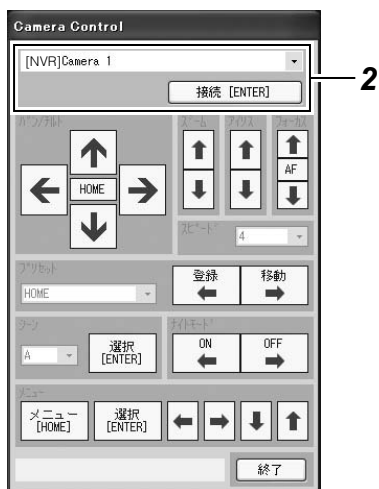 Camera Control
[NVR]Camera 1
2
接続 [ENTER]
パン/チルト
ズーム
アイリス
フォーカス
HOME
AF
スピード
4
プリセット
HOME
登録
移動
ターン
ナイトモード
A
選択
[ENTER]
ON
OFF
メニュー
メニュー
[HOME]
選択
[ENTER]
終了